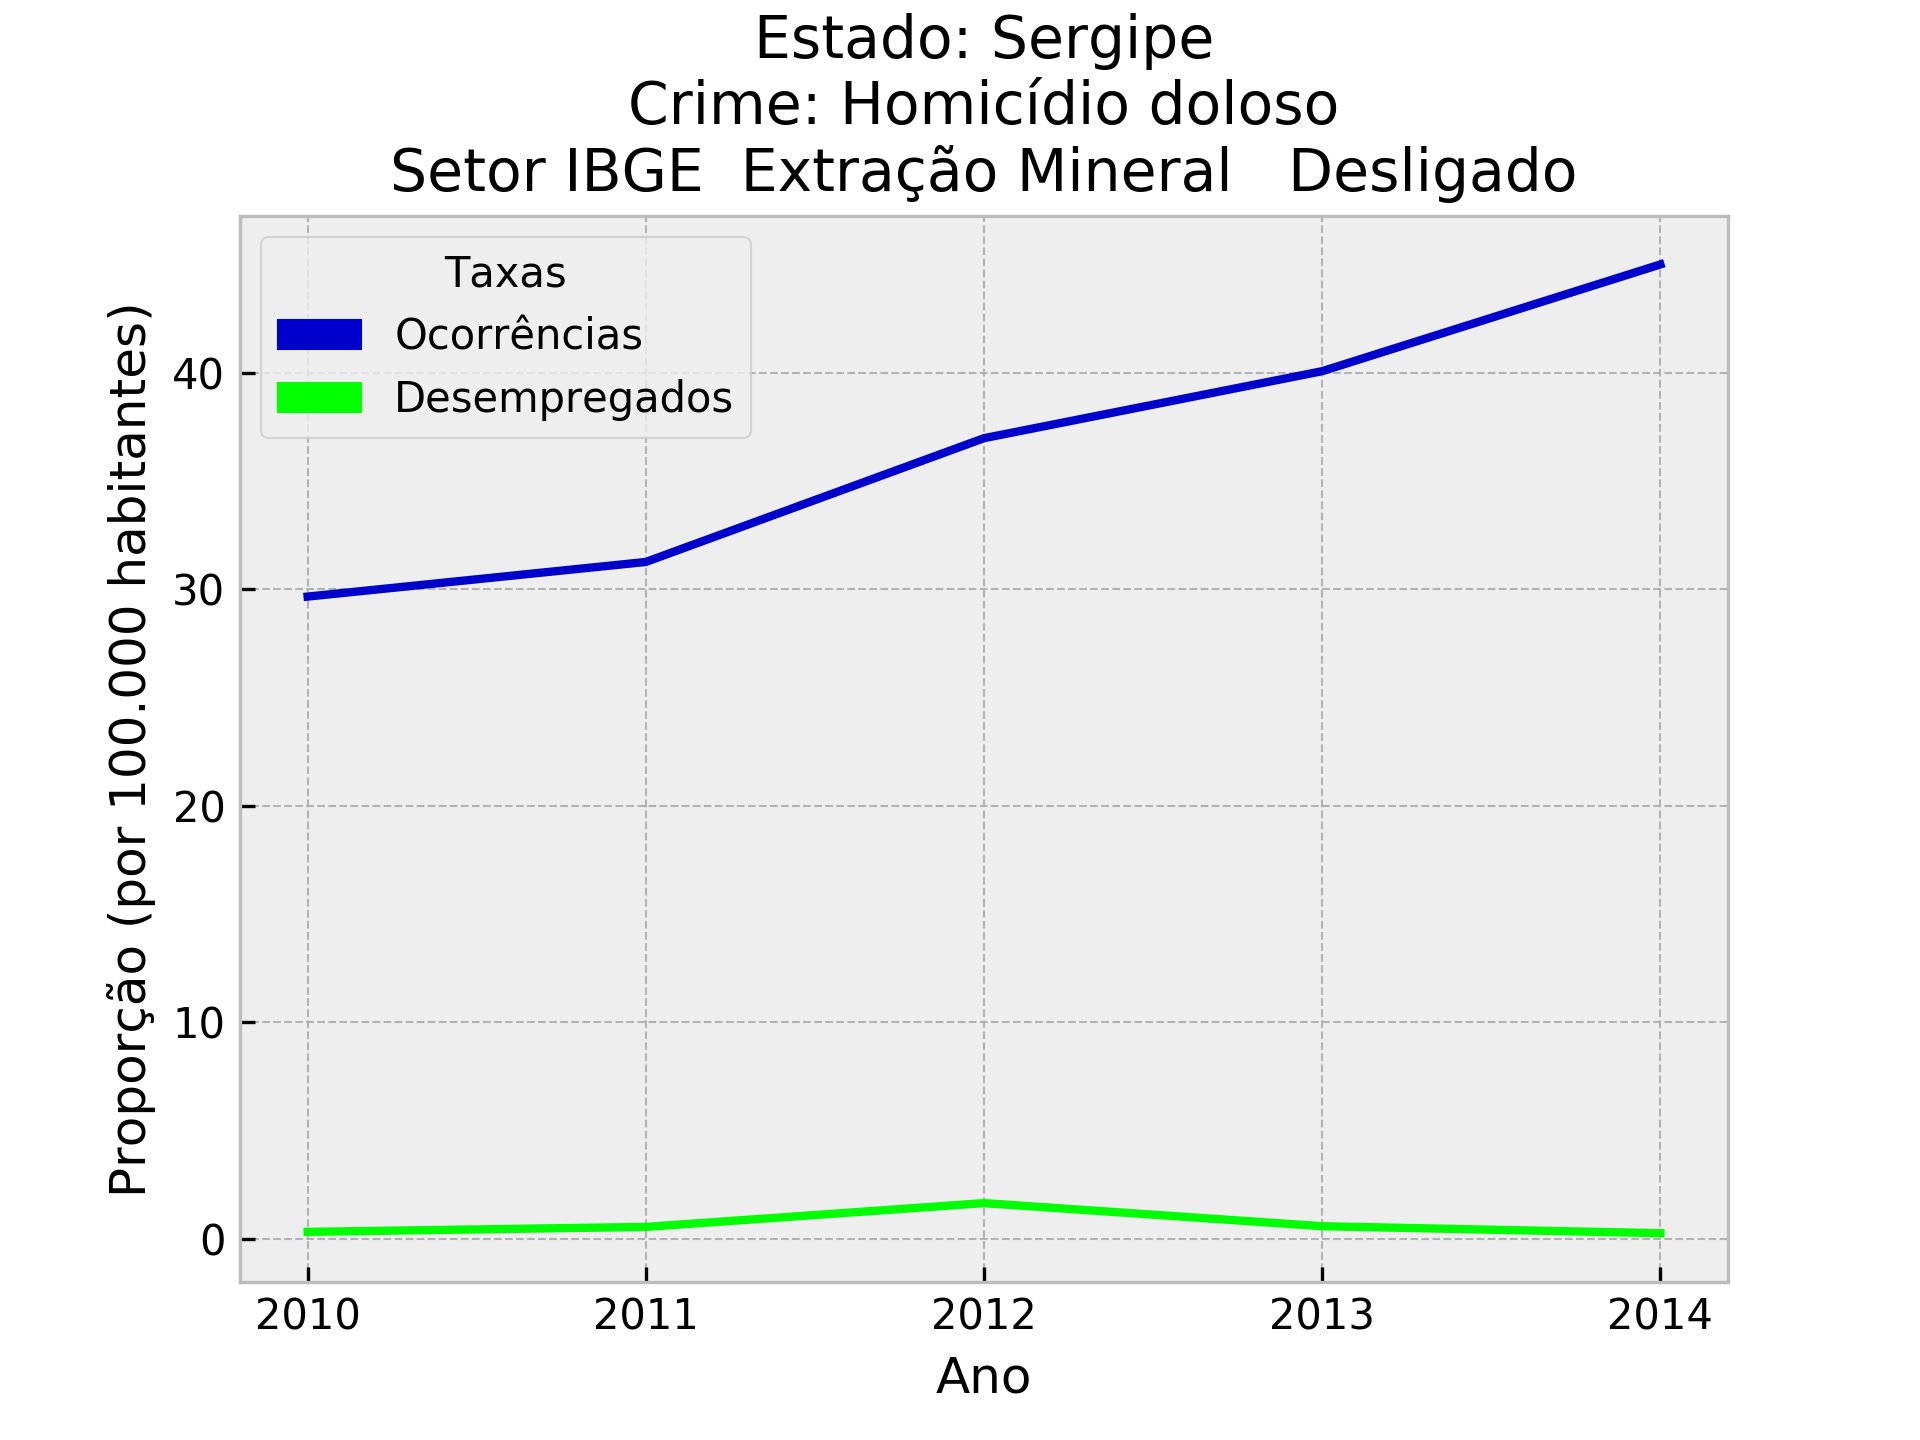 Estado: Sergipe
Crime: Homicídio doloso
Setor IBGE  Extração Mineral   Desligado
Taxas
Ocorrências
Desempregados
Proporção (por 100.000 habitantes)
40
30
20
10
0
2010 2011 2012 2013 2014
Ano